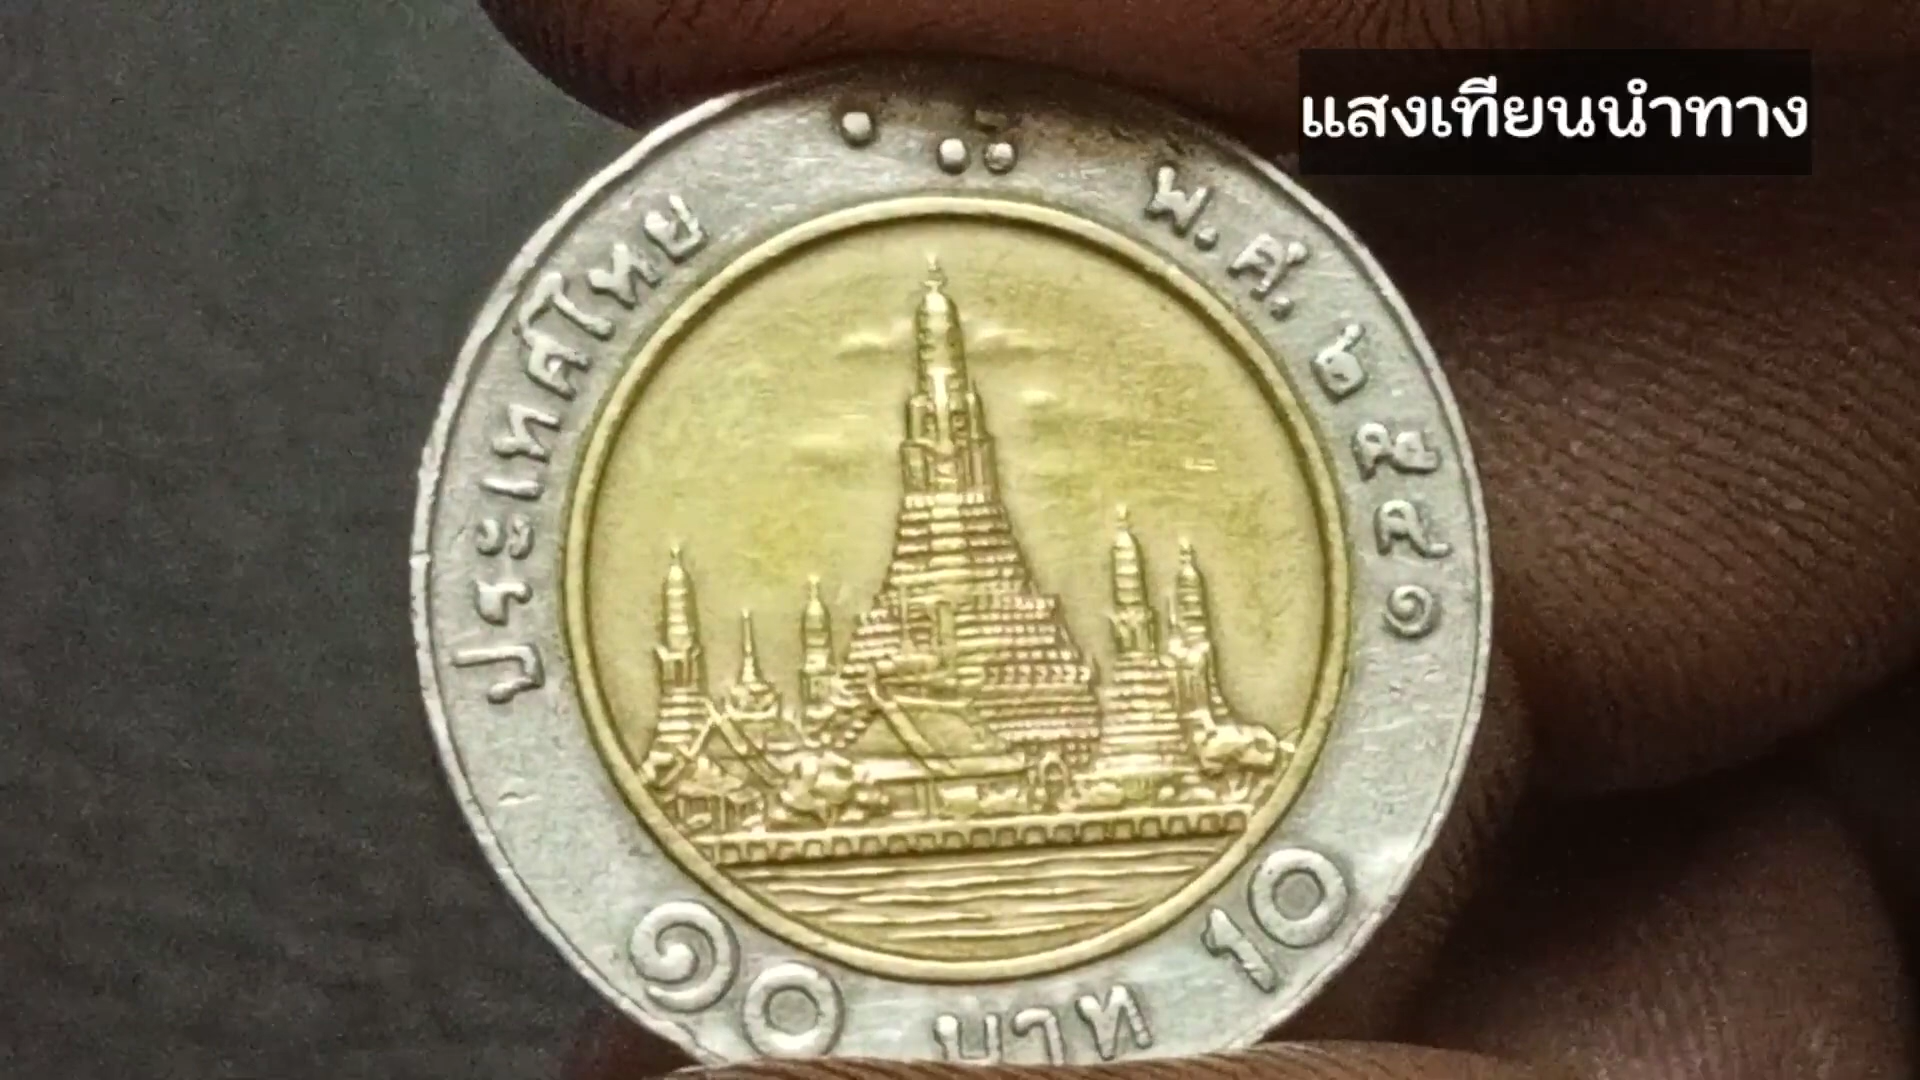 แสงเทียนนำทาง
ประเทศไทย
พ.ศ. ๒๕๔๑
๑๐ บาท 10